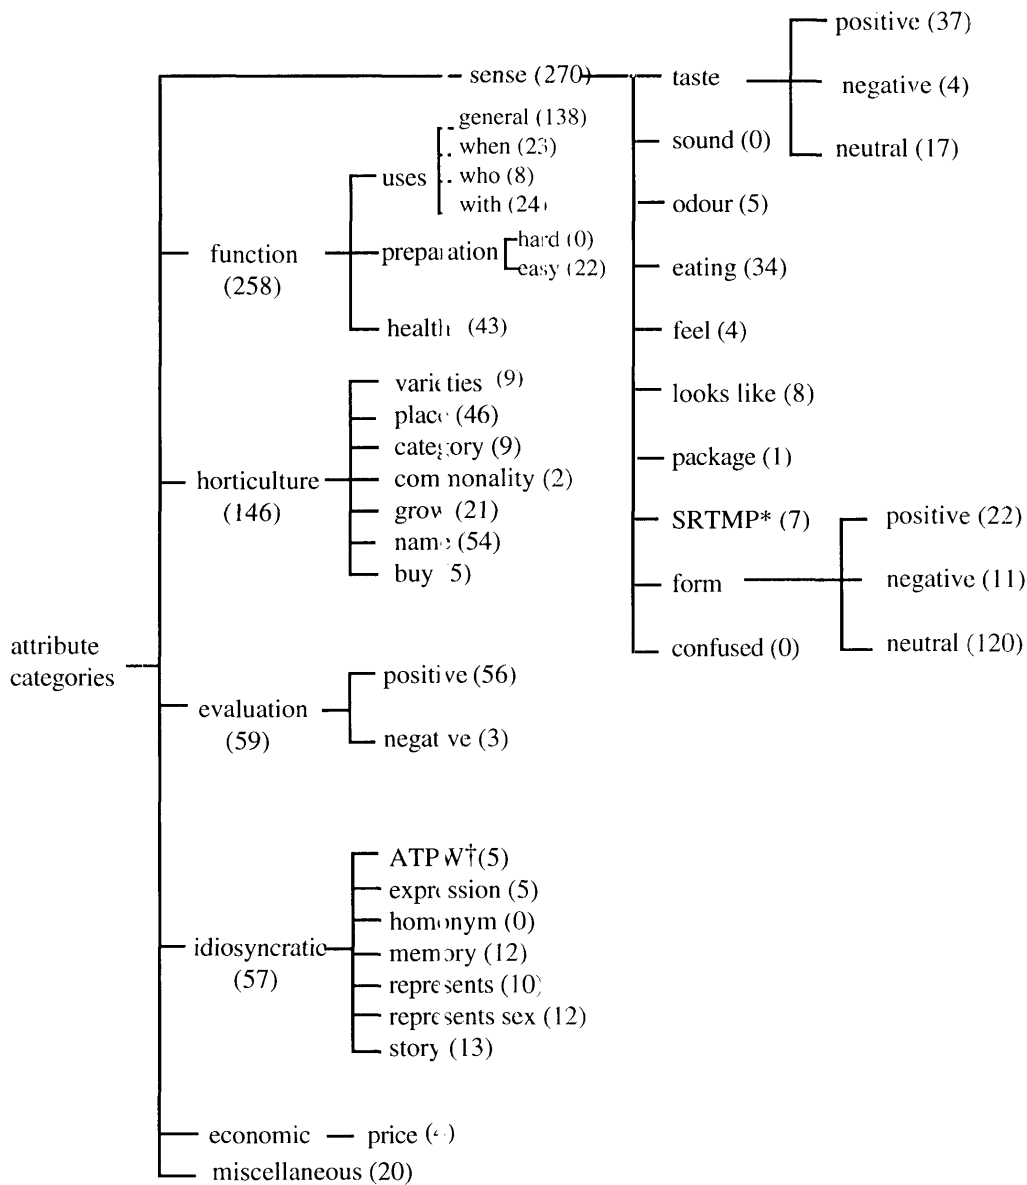 positive (37)
sense (270)
taste
negative (4)
general (138)
when (23)
sound (0)
neutral (17)
uses
who (8)
with (24)
odour (5)
function
(258)
preparation
hard (0)
easy (22)
eating (34)
health (43)
feel (4)
varieties (9)
looks like (8)
place (46)
category (9)
package (1)
horticulture
(146)
commonality (2)
grow (21)
SRTMP* (7)
positive (22)
name (54)
buy (5)
form
negative (11)
attribute
categories
confused (0)
neutral (120)
evaluation
(59)
positive (56)
negative (3)
ATPW†(5)
expression (5)
homonym (0)
idiosyncratic
(57)
memory (12)
represents (10)
represents sex (12)
story (13)
economic
price
miscellaneous (20)